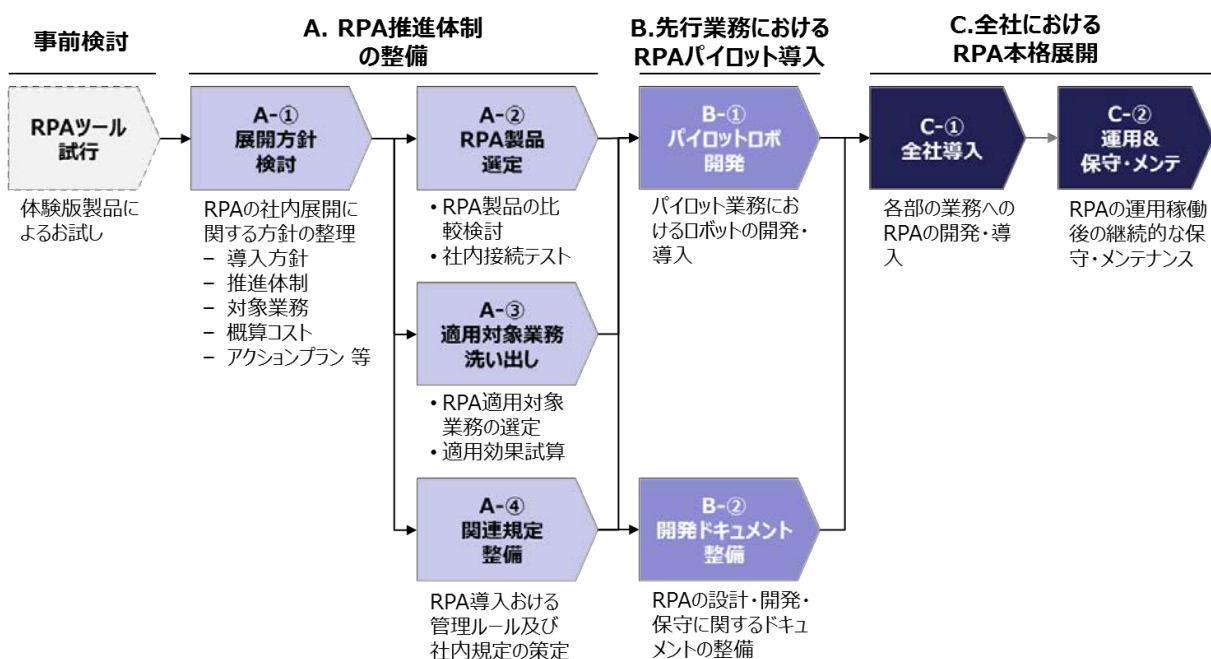 事前検討
A. RPA推進体制
の整備
B.先行業務における
RPAパイロット導入
C.全社における
RPA本格展開
RPAツール
試行
体験版製品に
よるお試し
A-①
展開方針
検討
RPAの社内展開に
関する方針の整理
– 導入方針
– 推進体制
– 対象業務
– 概算コスト
– アクションプラン 等
A-②
RPA製品
選定
• RPA製品の比
較検討
• 社内接続テスト
A-③
適用対象業務
洗い出し
• RPA適用対象
業務の選定
• 適用効果試算
A-④
関連規定
整備
RPA導入おける
管理ルール及び
社内規定の策定
B-①
パイロットロボ
開発
パイロット業務にお
けるロボットの開発・
導入
B-②
開発ドキュメント
整備
RPAの設計・開発・
保守に関するドキュ
メントの整備
C-①
全社導入
各部の業務への
RPAの開発・導
入
C-②
運用&
保守・メンテ
RPAの運用稼働
後の継続的な保
守・メンテナンス